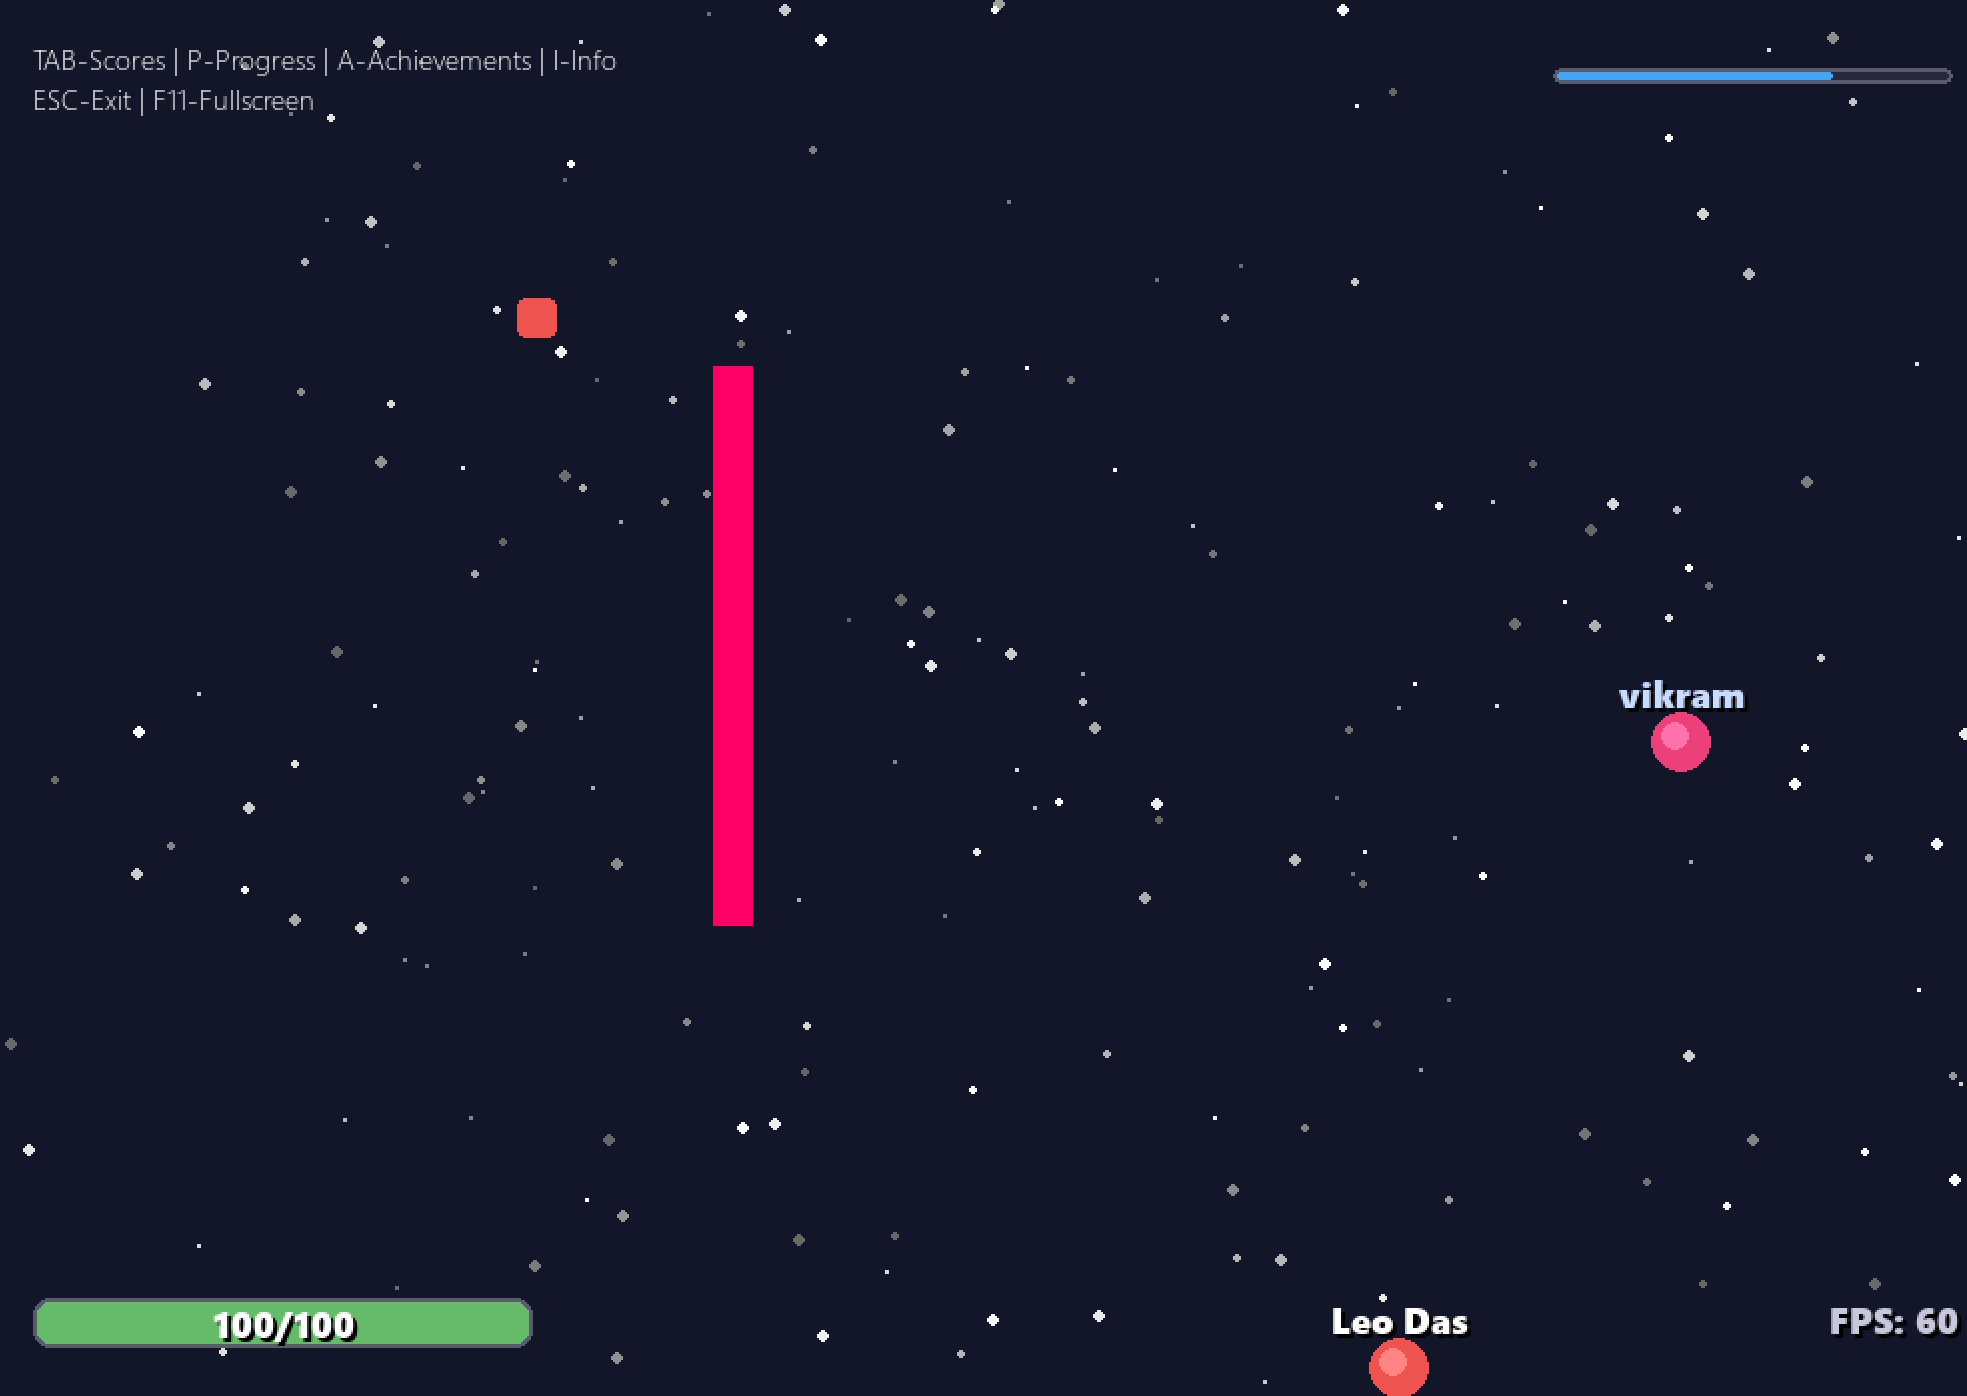 TAB-Scores | P-Progress | A-Achievements | I-Info
ESC-Exit | F11-Fullscreen
vikram
100/100
Leo Das
FPS: 60